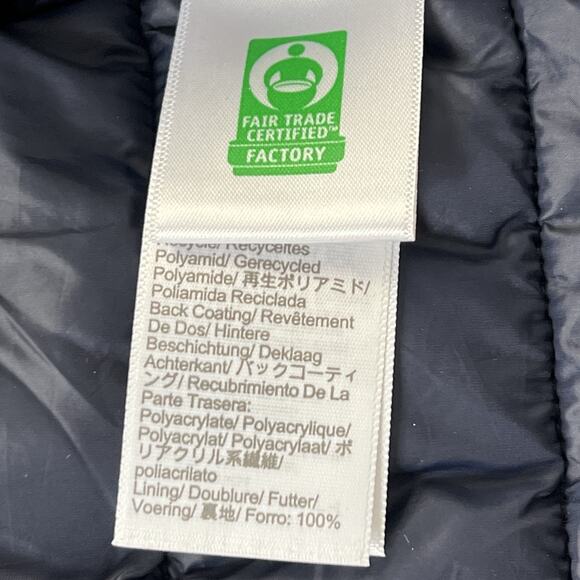 FAIR TRADE
CERTIFIED™
FACTORY
Recyclé/ Recyceltes
Polyamid/ Gerecycled
Polyamide/ 再生ポリアミド/
Poliamida Reciclada
Back Coating/ Revêtement
De Dos/ Hintere
Beschichtung/ Deklaag
Achterkant/ バックコーティ
ング/ Recubrimiento De La
Parte Trasera:
Polyacrylate/ Polyacrylique/
Polyacrylat/ Polyacrylaat/ ポ
リアクリル系繊維/
poliacrilato
Lining/ Doublure/ Futter/
Voering/ 裏地/ Forro: 100%